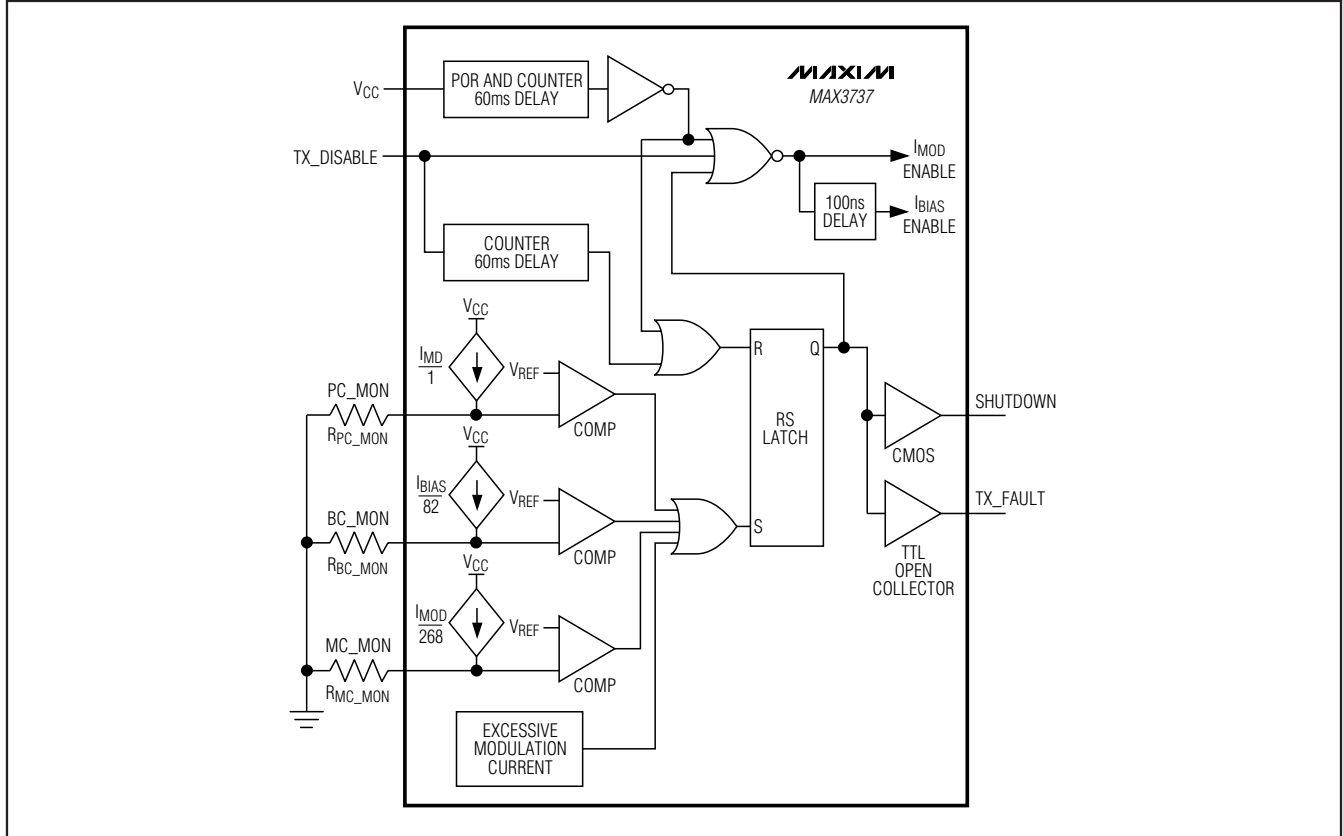 MAXIM
MAX3737
VCC
POR AND COUNTER
60ms DELAY
TX_DISABLE
IMOD
ENABLE
100ns
DELAY
IBIAS
ENABLE
COUNTER
60ms DELAY
VCC
IMD
1
VREF
COMP
PC_MON
RPC_MON
R
Q
RS
LATCH
S
SHUTDOWN
CMOS
VCC
IBIAS
82
VREF
COMP
BC_MON
RBC_MON
TX_FAULT
TTL
OPEN
COLLECTOR
VCC
IMOD
268
VREF
COMP
MC_MON
RMC_MON
EXCESSIVE
MODULATION
CURRENT